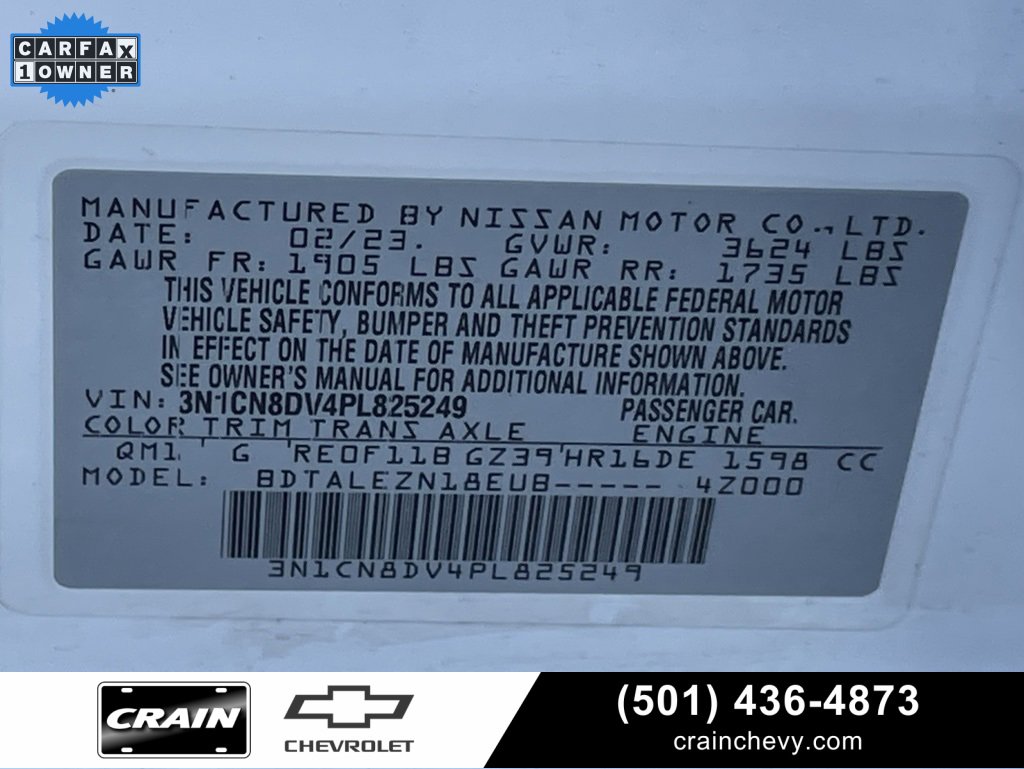 CARFAX
1 OWNER
MANUFACTURED BY NISSAN MOTOR CO., LTD.
DATE: 02/23. GVWR: 3624 LBS
GAWR FR: 1905 LBS GAWR RR: 1735 LBS
THIS VEHICLE CONFORMS TO ALL APPLICABLE FEDERAL MOTOR
VEHICLE SAFETY, BUMPER AND THEFT PREVENTION STANDARDS
IN EFFECT ON THE DATE OF MANUFACTURE SHOWN ABOVE.
SEE OWNER'S MANUAL FOR ADDITIONAL INFORMATION.
VIN: 3N1CN8DV4PL825249 PASSENGER CAR.
COLOR TRIM TRANS AXLE ENGINE
QM1 G RE0F11B GZ39 HR16DE 1598 CC
MODEL: BDTALEZN18EUB----- 4Z000
3N1CN8DV4PL825249
CRAIN
CHEVROLET
(501) 436-4873
crainchevy.com